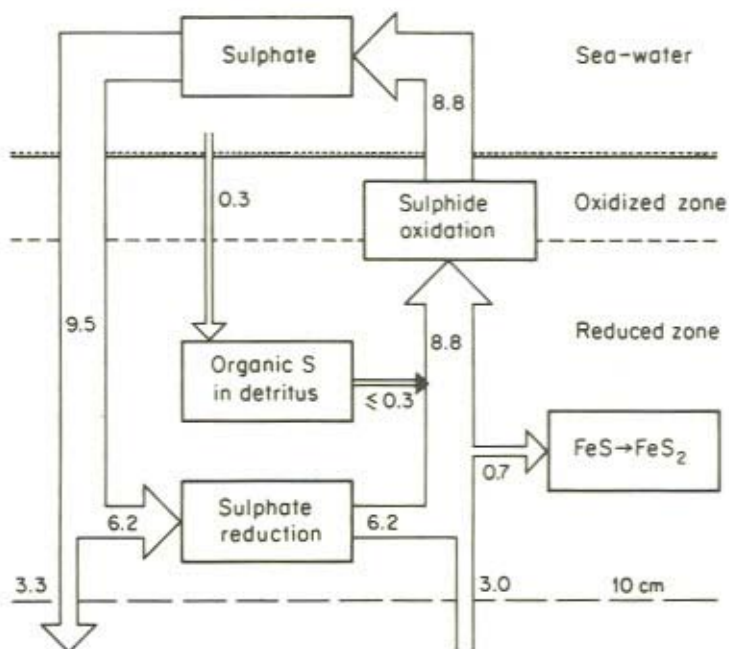 Sulphate
Sea-water
8.8
0.3
Sulphide
oxidation
Oxidized zone
9.5
8.8
Reduced zone
Organic S
in detritus
≤ 0.3
FeS→FeS₂
0.7
Sulphate
reduction
6.2
6.2
3.3
3.0
10 cm